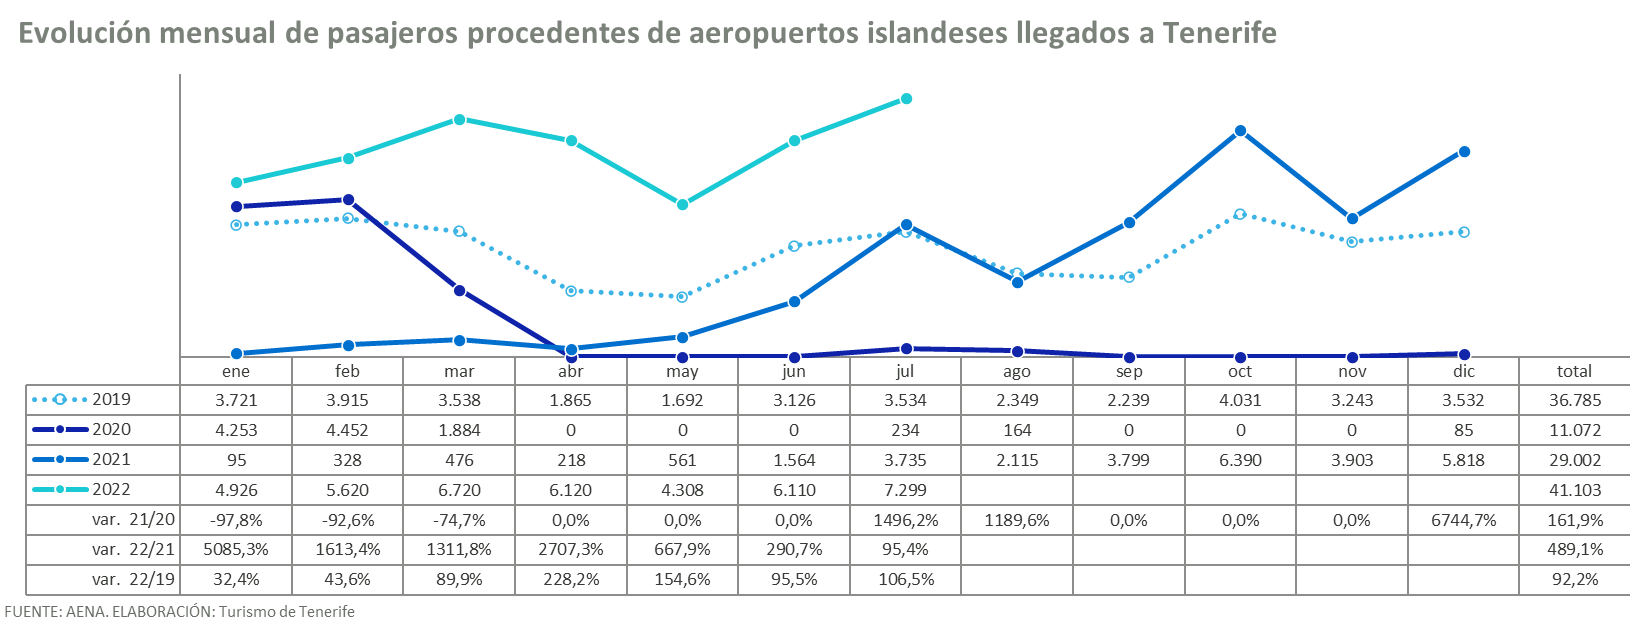 Evolución mensual de pasajeros procedentes de aeropuertos islandeses llegados a Tenerife
ene feb mar abr may jun jul ago sep oct nov dic total
2019 3.721 3.915 3.538 1.865 1.692 3.126 3.534 2.349 2.239 4.031 3.243 3.532 36.785
2020 4.253 4.452 1.884 0 0 0 234 164 0 0 0 85 11.072
2021 95 328 476 218 561 1.564 3.735 2.115 3.799 6.390 3.903 5.818 29.002
2022 4.926 5.620 6.720 6.120 4.308 6.110 7.299 41.103
var. 21/20 -97,8% -92,6% -74,7% 0,0% 0,0% 0,0% 1496,2% 1189,6% 0,0% 0,0% 0,0% 6744,7% 161,9%
var. 22/21 5085,3% 1613,4% 1311,8% 2707,3% 667,9% 290,7% 95,4% 489,1%
var. 22/19 32,4% 43,6% 89,9% 228,2% 154,6% 95,5% 106,5% 92,2%
FUENTE: AENA. ELABORACIÓN: Turismo de Tenerife